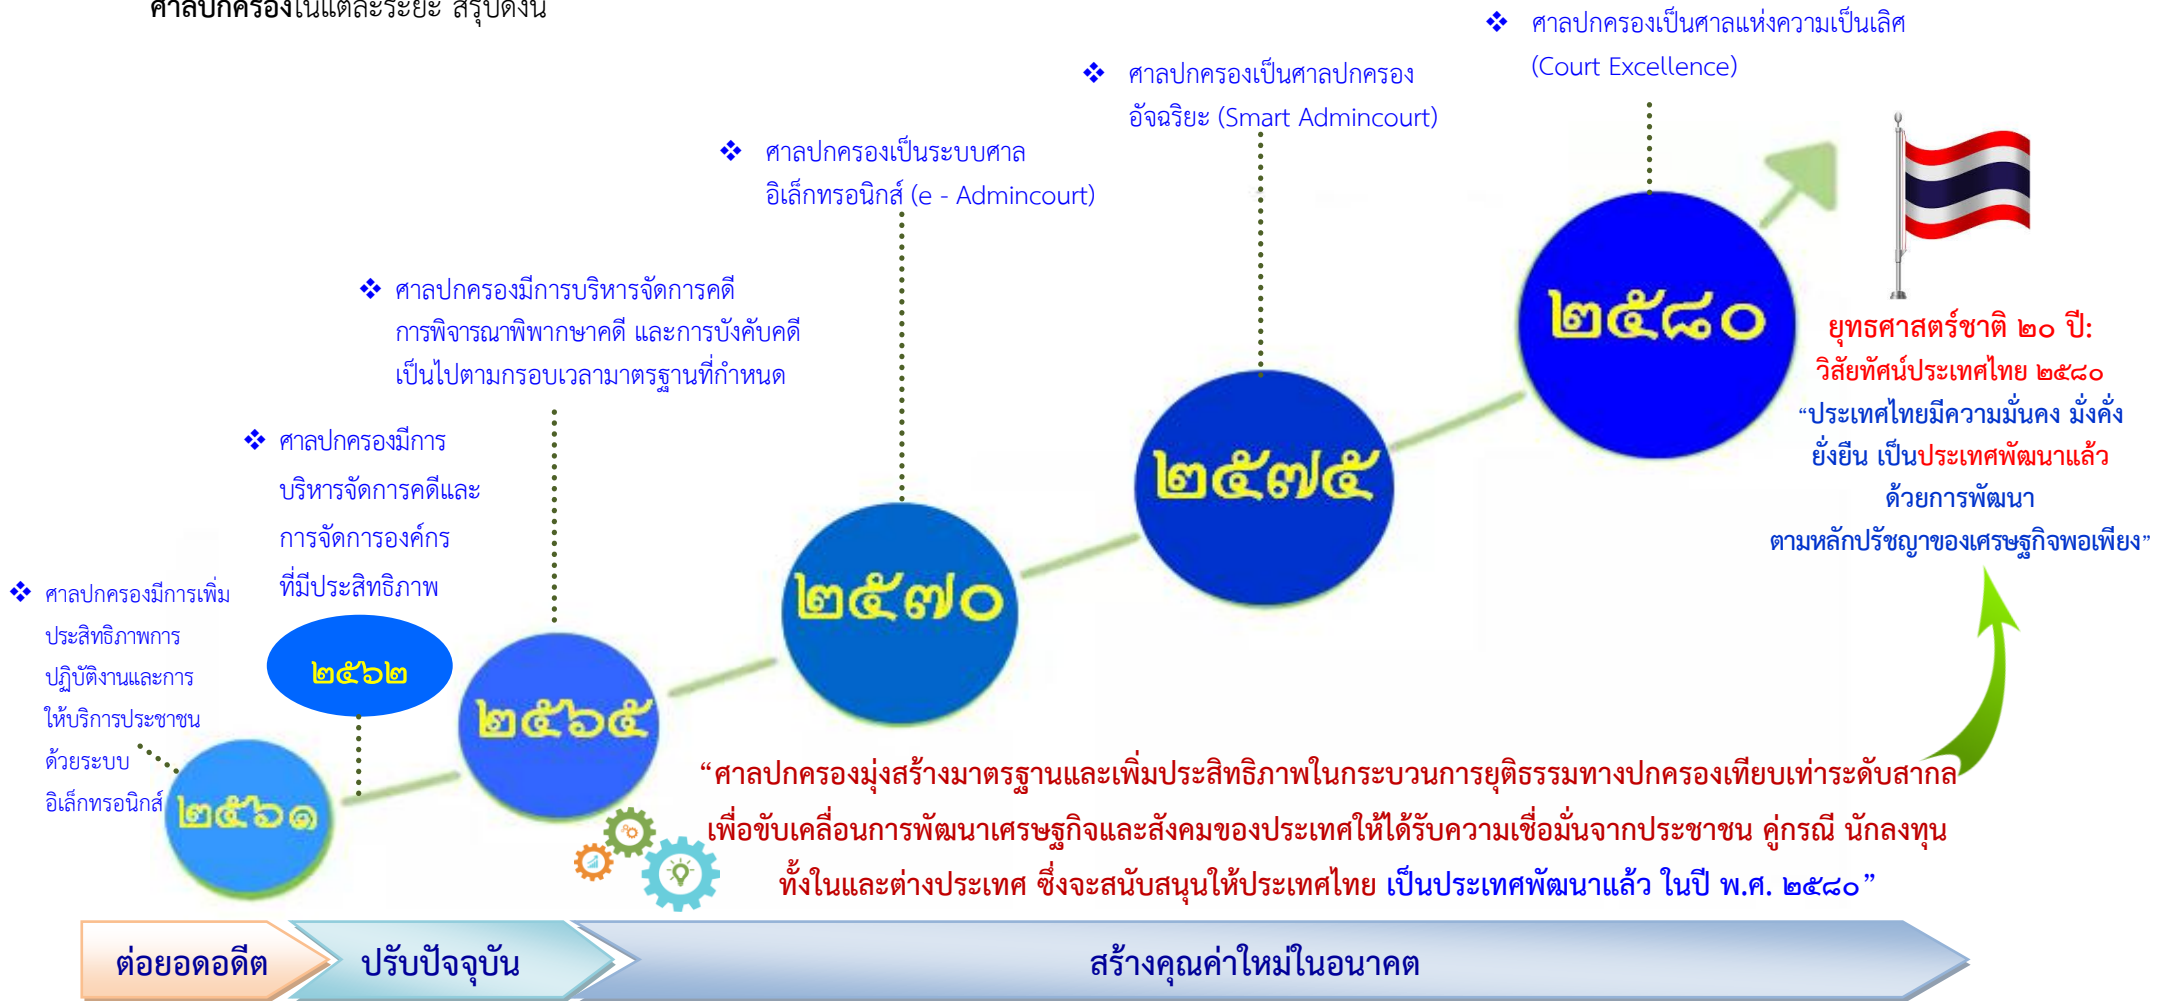 ศาลปกครองในแต่ละระยะ สรุปดังนี้
❖ ศาลปกครองเป็นศาลแห่งความเป็นเลิศ
(Court Excellence)
❖ ศาลปกครองเป็นศาลปกครอง
อัจฉริยะ (Smart Admincourt)
❖ ศาลปกครองเป็นระบบศาล
อิเล็กทรอนิกส์ (e - Admincourt)
❖ ศาลปกครองมีการบริหารจัดการคดี
การพิจารณาพิพากษาคดี และการบังคับคดี
เป็นไปตามกรอบเวลามาตรฐานที่กำหนด
❖ ศาลปกครองมีการ
บริหารจัดการคดีและ
การจัดการองค์กร
ที่มีประสิทธิภาพ
❖ ศาลปกครองมีการเพิ่ม
ประสิทธิภาพการ
ปฏิบัติงานและการ
ให้บริการประชาชน
ด้วยระบบ
อิเล็กทรอนิกส์
๒๕๖๑
๒๕๖๒
๒๕๖๕
๒๕๗๐
๒๕๗๕
๒๕๘๐
ยุทธศาสตร์ชาติ ๒๐ ปี:
วิสัยทัศน์ประเทศไทย ๒๕๘๐
“ประเทศไทยมีความมั่นคง มั่งคั่ง
ยั่งยืน เป็นประเทศพัฒนาแล้ว
ด้วยการพัฒนา
ตามหลักปรัชญาของเศรษฐกิจพอเพียง”
“ศาลปกครองมุ่งสร้างมาตรฐานและเพิ่มประสิทธิภาพในกระบวนการยุติธรรมทางปกครองเทียบเท่าระดับสากล
เพื่อขับเคลื่อนการพัฒนาเศรษฐกิจและสังคมของประเทศให้ได้รับความเชื่อมั่นจากประชาชน คู่กรณี นักลงทุน
ทั้งในและต่างประเทศ ซึ่งจะสนับสนุนให้ประเทศไทย เป็นประเทศพัฒนาแล้ว ในปี พ.ศ. ๒๕๘๐”
ต่อยอดอดีต
ปรับปัจจุบัน
สร้างคุณค่าใหม่ในอนาคต